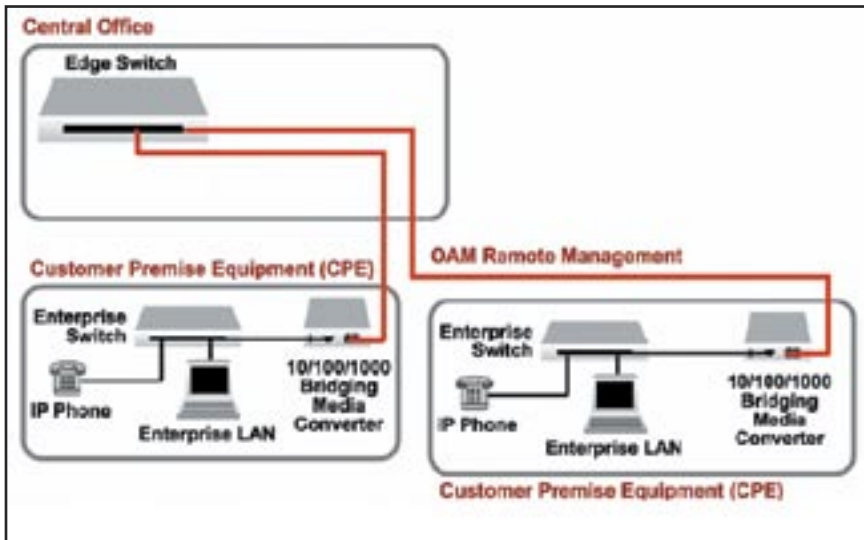 Central Office
Edge Switch
OAM Remote Management
Customer Premise Equipment (CPE)
Enterprise
Switch
IP Phone
Enterprise LAN
10/100/1000
Bridging
Media
Converter
Enterprise
Switch
IP Phone
Enterprise LAN
10/100/1000
Bridging
Media
Converter
Customer Premise Equipment (CPE)